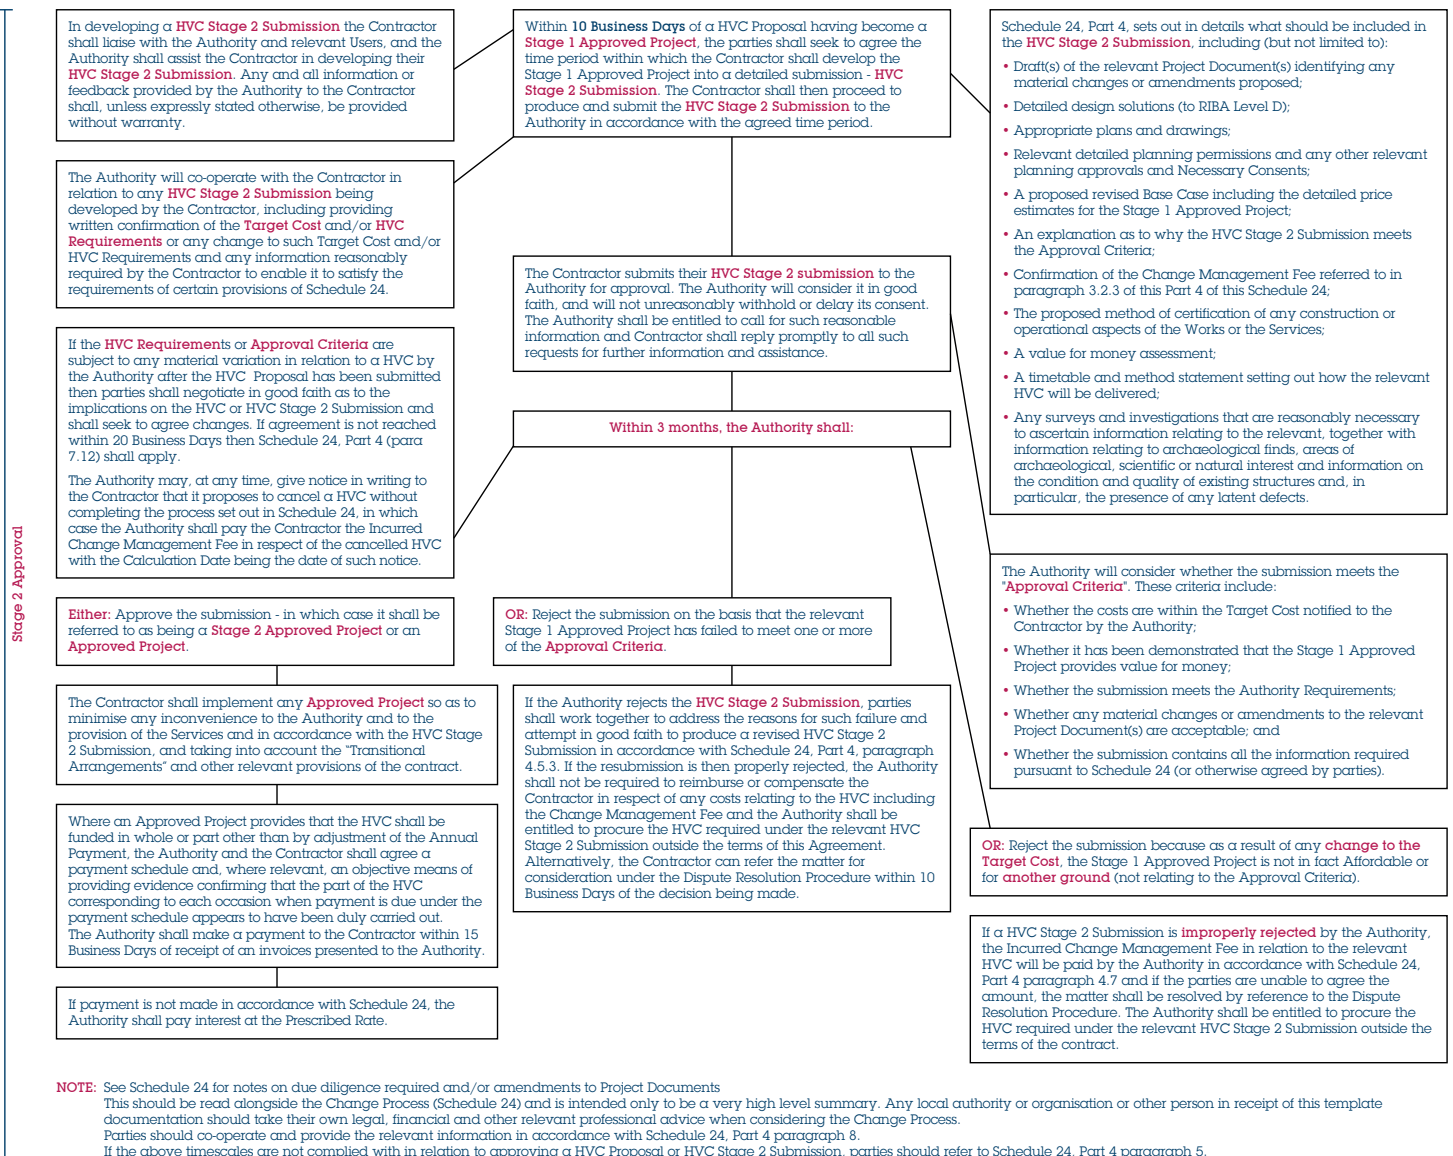 Stage 2 Approval
In developing a HVC Stage 2 Submission the Contractor
shall liaise with the Authority and relevant Users, and the
Authority shall assist the Contractor in developing their
HVC Stage 2 Submission. Any and all information or
feedback provided by the Authority to the Contractor
shall, unless expressly stated otherwise, be provided
without warranty.
Within 10 Business Days of a HVC Proposal having become a
Stage 1 Approved Project, the parties shall seek to agree the
time period within which the Contractor shall develop the
Stage 1 Approved Project into a detailed submission - HVC
Stage 2 Submission. The Contractor shall then proceed to
produce and submit the HVC Stage 2 Submission to the
Authority in accordance with the agreed time period.
Schedule 24, Part 4, sets out in details what should be included in
the HVC Stage 2 Submission, including (but not limited to):
• Draft(s) of the relevant Project Document(s) identifying any
material changes or amendments proposed;
• Detailed design solutions (to RIBA Level D);
• Appropriate plans and drawings;
• Relevant detailed planning permissions and any other relevant
planning approvals and Necessary Consents;
• A proposed revised Base Case including the detailed price
estimates for the Stage 1 Approved Project;
• An explanation as to why the HVC Stage 2 Submission meets
the Approval Criteria;
• Confirmation of the Change Management Fee referred to in
paragraph 3.2.3 of this Part 4 of this Schedule 24;
• The proposed method of certification of any construction or
operational aspects of the Works or the Services;
• A value for money assessment;
• A timetable and method statement setting out how the relevant
HVC will be delivered;
• Any surveys and investigations that are reasonably necessary
to ascertain information relating to the relevant, together with
information relating to archaeological finds, areas of
archaeological, scientific or natural interest and information on
the condition and quality of existing structures and, in
particular, the presence of any latent defects.
The Authority will co-operate with the Contractor in
relation to any HVC Stage 2 Submission being
developed by the Contractor, including providing
written confirmation of the Target Cost and/or HVC
Requirements or any change to such Target Cost and/or
HVC Requirements and any information reasonably
required by the Contractor to enable it to satisfy the
requirements of certain provisions of Schedule 24.
The Contractor submits their HVC Stage 2 submission to the
Authority for approval. The Authority will consider it in good
faith, and will not unreasonably withhold or delay its consent.
The Authority shall be entitled to call for such reasonable
information and Contractor shall reply promptly to all such
requests for further information and assistance.
If the HVC Requirements or Approval Criteria are
subject to any material variation in relation to a HVC by
the Authority after the HVC Proposal has been submitted
then parties shall negotiate in good faith as to the
implications on the HVC or HVC Stage 2 Submission and
shall seek to agree changes. If agreement is not reached
within 20 Business Days then Schedule 24, Part 4 (para
7.12) shall apply.
The Authority may, at any time, give notice in writing to
the Contractor that it proposes to cancel a HVC without
completing the process set out in Schedule 24, in which
case the Authority shall pay the Contractor the Incurred
Change Management Fee in respect of the cancelled HVC
with the Calculation Date being the date of such notice.
Within 3 months, the Authority shall:
The Authority will consider whether the submission meets the
"Approval Criteria". These criteria include:
• Whether the costs are within the Target Cost notified to the
Contractor by the Authority;
• Whether it has been demonstrated that the Stage 1 Approved
Project provides value for money;
• Whether the submission meets the Authority Requirements;
• Whether any material changes or amendments to the relevant
Project Document(s) are acceptable; and
• Whether the submission contains all the information required
pursuant to Schedule 24 (or otherwise agreed by parties).
Either: Approve the submission - in which case it shall be
referred to as being a Stage 2 Approved Project or an
Approved Project.
OR: Reject the submission on the basis that the relevant
Stage 1 Approved Project has failed to meet one or more
of the Approval Criteria.
The Contractor shall implement any Approved Project so as to
minimise any inconvenience to the Authority and to the
provision of the Services and in accordance with the HVC Stage
2 Submission, and taking into account the "Transitional
Arrangements" and other relevant provisions of the contract.
If the Authority rejects the HVC Stage 2 Submission, parties
shall work together to address the reasons for such failure and
attempt in good faith to produce a revised HVC Stage 2
Submission in accordance with Schedule 24, Part 4, paragraph
4.5.3. If the resubmission is then properly rejected, the Authority
shall not be required to reimburse or compensate the
Contractor in respect of any costs relating to the HVC including
the Change Management Fee and the Authority shall be
entitled to procure the HVC required under the relevant HVC
Stage 2 Submission outside the terms of this Agreement.
Alternatively, the Contractor can refer the matter for
consideration under the Dispute Resolution Procedure within 10
Business Days of the decision being made.
Where an Approved Project provides that the HVC shall be
funded in whole or part other than by adjustment of the Annual
Payment, the Authority and the Contractor shall agree a
payment schedule and, where relevant, an objective means of
providing evidence confirming that the part of the HVC
corresponding to each occasion when payment is due under the
payment schedule appears to have been duly carried out.
The Authority shall make a payment to the Contractor within 15
Business Days of receipt of an invoices presented to the Authority.
OR: Reject the submission because as a result of any change to the
Target Cost, the Stage 1 Approved Project is not in fact Affordable or
for another ground (not relating to the Approval Criteria).
If a HVC Stage 2 Submission is improperly rejected by the Authority,
the Incurred Change Management Fee in relation to the relevant
HVC will be paid by the Authority in accordance with Schedule 24,
Part 4 paragraph 4.7 and if the parties are unable to agree the
amount, the matter shall be resolved by reference to the Dispute
Resolution Procedure. The Authority shall be entitled to procure the
HVC required under the relevant HVC Stage 2 Submission outside the
terms of the contract.
If payment is not made in accordance with Schedule 24, the
Authority shall pay interest at the Prescribed Rate.
NOTE: See Schedule 24 for notes on due diligence required and/or amendments to Project Documents
This should be read alongside the Change Process (Schedule 24) and is intended only to be a very high level summary. Any local authority or organisation or other person in receipt of this template
documentation should take their own legal, financial and other relevant professional advice when considering the Change Process.
Parties should co-operate and provide the relevant information in accordance with Schedule 24, Part 4 paragraph 8.
If the above timescales are not complied with in relation to approving a HVC Proposal or HVC Stage 2 Submission, parties should refer to Schedule 24, Part 4 paragraph 5.